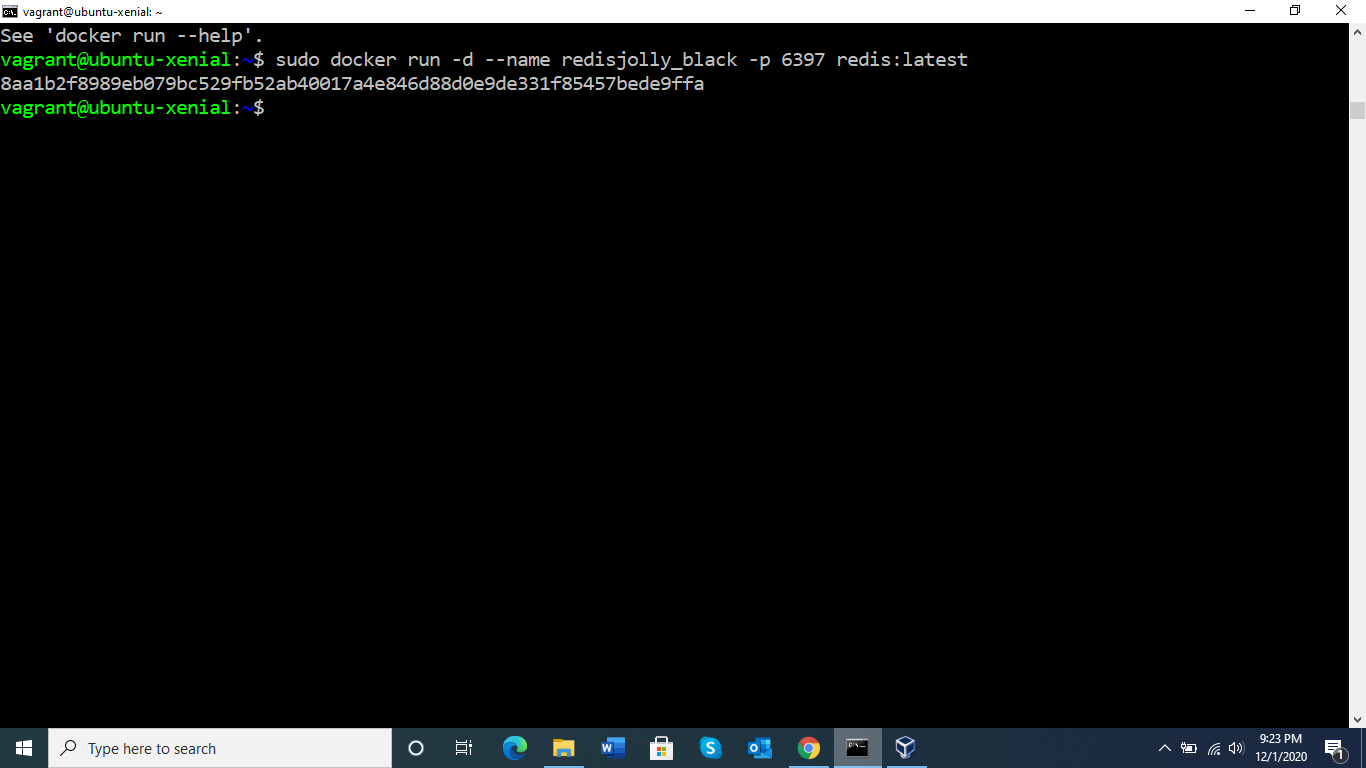 vagrant@ubuntu-xenial: ~
See 'docker run --help'.
vagrant@ubuntu-xenial:~$ sudo docker run -d --name redisjolly_black -p 6397 redis:latest
8aa1b2f8989eb079bc529fb52ab40017a4e846d88d0e9de331f85457bede9ffa
vagrant@ubuntu-xenial:~$
Type here to search
9:23 PM
12/1/2020
1